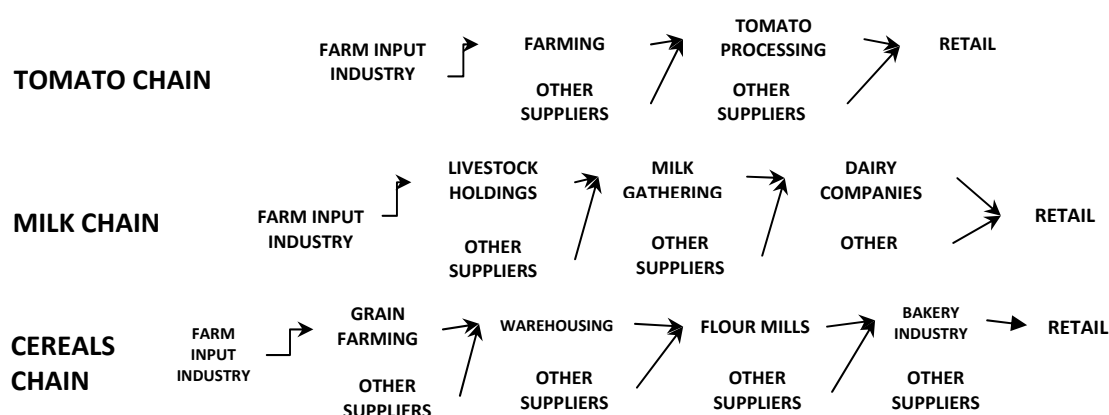 TOMATO CHAIN
FARM INPUT
INDUSTRY
FARMING
OTHER
SUPPLIERS
TOMATO
PROCESSING
OTHER
SUPPLIERS
RETAIL
MILK CHAIN
FARM INPUT
INDUSTRY
LIVESTOCK
HOLDINGS
OTHER
SUPPLIERS
MILK
GATHERING
OTHER
SUPPLIERS
DAIRY
COMPANIES
OTHER
RETAIL
CEREALS
CHAIN
FARM
INPUT
INDUSTRY
GRAIN
FARMING
OTHER
SUPPLIERS
WAREHOUSING
OTHER
SUPPLIERS
FLOUR MILLS
OTHER
SUPPLIERS
BAKERY
INDUSTRY
OTHER
SUPPLIERS
RETAIL